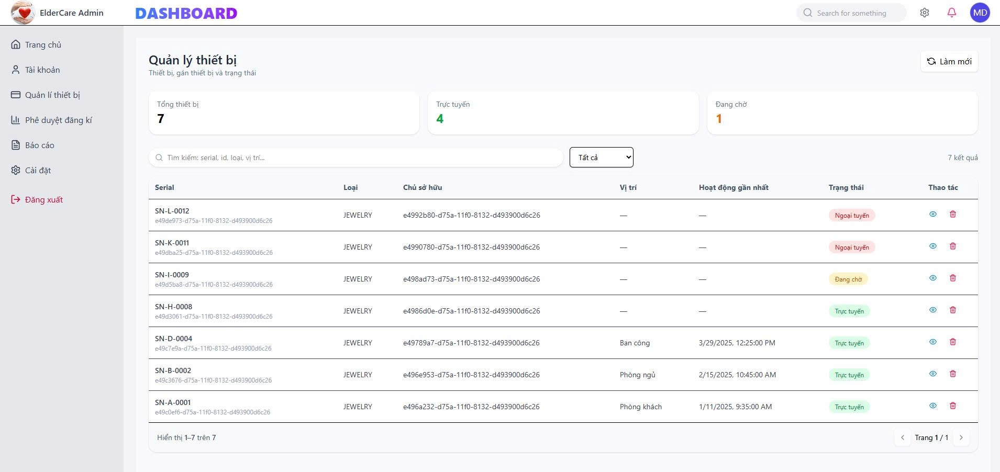 ElderCare Admin
DASHBOARD
Search for something
MD
Trang chủ
Tài khoản
Quản lí thiết bị
Phê duyệt đăng kí
Báo cáo
Cài đặt
Đăng xuất
Quản lý thiết bị
Thiết bị, gán thiết bị và trạng thái
Làm mới
Tổng thiết bị
7
Trực tuyến
4
Đang chờ
1
Tìm kiếm: serial, id, loại, vị trí...
Tất cả
7 kết quả
Serial Loại Chủ sở hữu Vị trí Hoạt động gần nhất Trạng thái Thao tác
SN-L-0012
e49de973-d75a-11f0-8132-d493900d6c26
JEWELRY e4992b80-d75a-11f0-8132-d493900d6c26 — — Ngoại tuyến
SN-K-0011
e49dba25-d75a-11f0-8132-d493900d6c26
JEWELRY e4990780-d75a-11f0-8132-d493900d6c26 — — Ngoại tuyến
SN-I-0009
e49d5ba8-d75a-11f0-8132-d493900d6c26
JEWELRY e498ad73-d75a-11f0-8132-d493900d6c26 — — Đang chờ
SN-H-0008
e49d3061-d75a-11f0-8132-d493900d6c26
JEWELRY e4986d0e-d75a-11f0-8132-d493900d6c26 — — Trực tuyến
SN-D-0004
e49c7e9a-d75a-11f0-8132-d493900d6c26
JEWELRY e49789a7-d75a-11f0-8132-d493900d6c26 Ban công 3/29/2025, 12:25:00 PM Trực tuyến
SN-B-0002
e49c3676-d75a-11f0-8132-d493900d6c26
JEWELRY e496e953-d75a-11f0-8132-d493900d6c26 Phòng ngủ 2/15/2025, 10:45:00 AM Trực tuyến
SN-A-0001
e49c0ef6-d75a-11f0-8132-d493900d6c26
JEWELRY e496a232-d75a-11f0-8132-d493900d6c26 Phòng khách 1/11/2025, 9:35:00 AM Trực tuyến
Hiển thị 1–7 trên 7
Trang 1 / 1